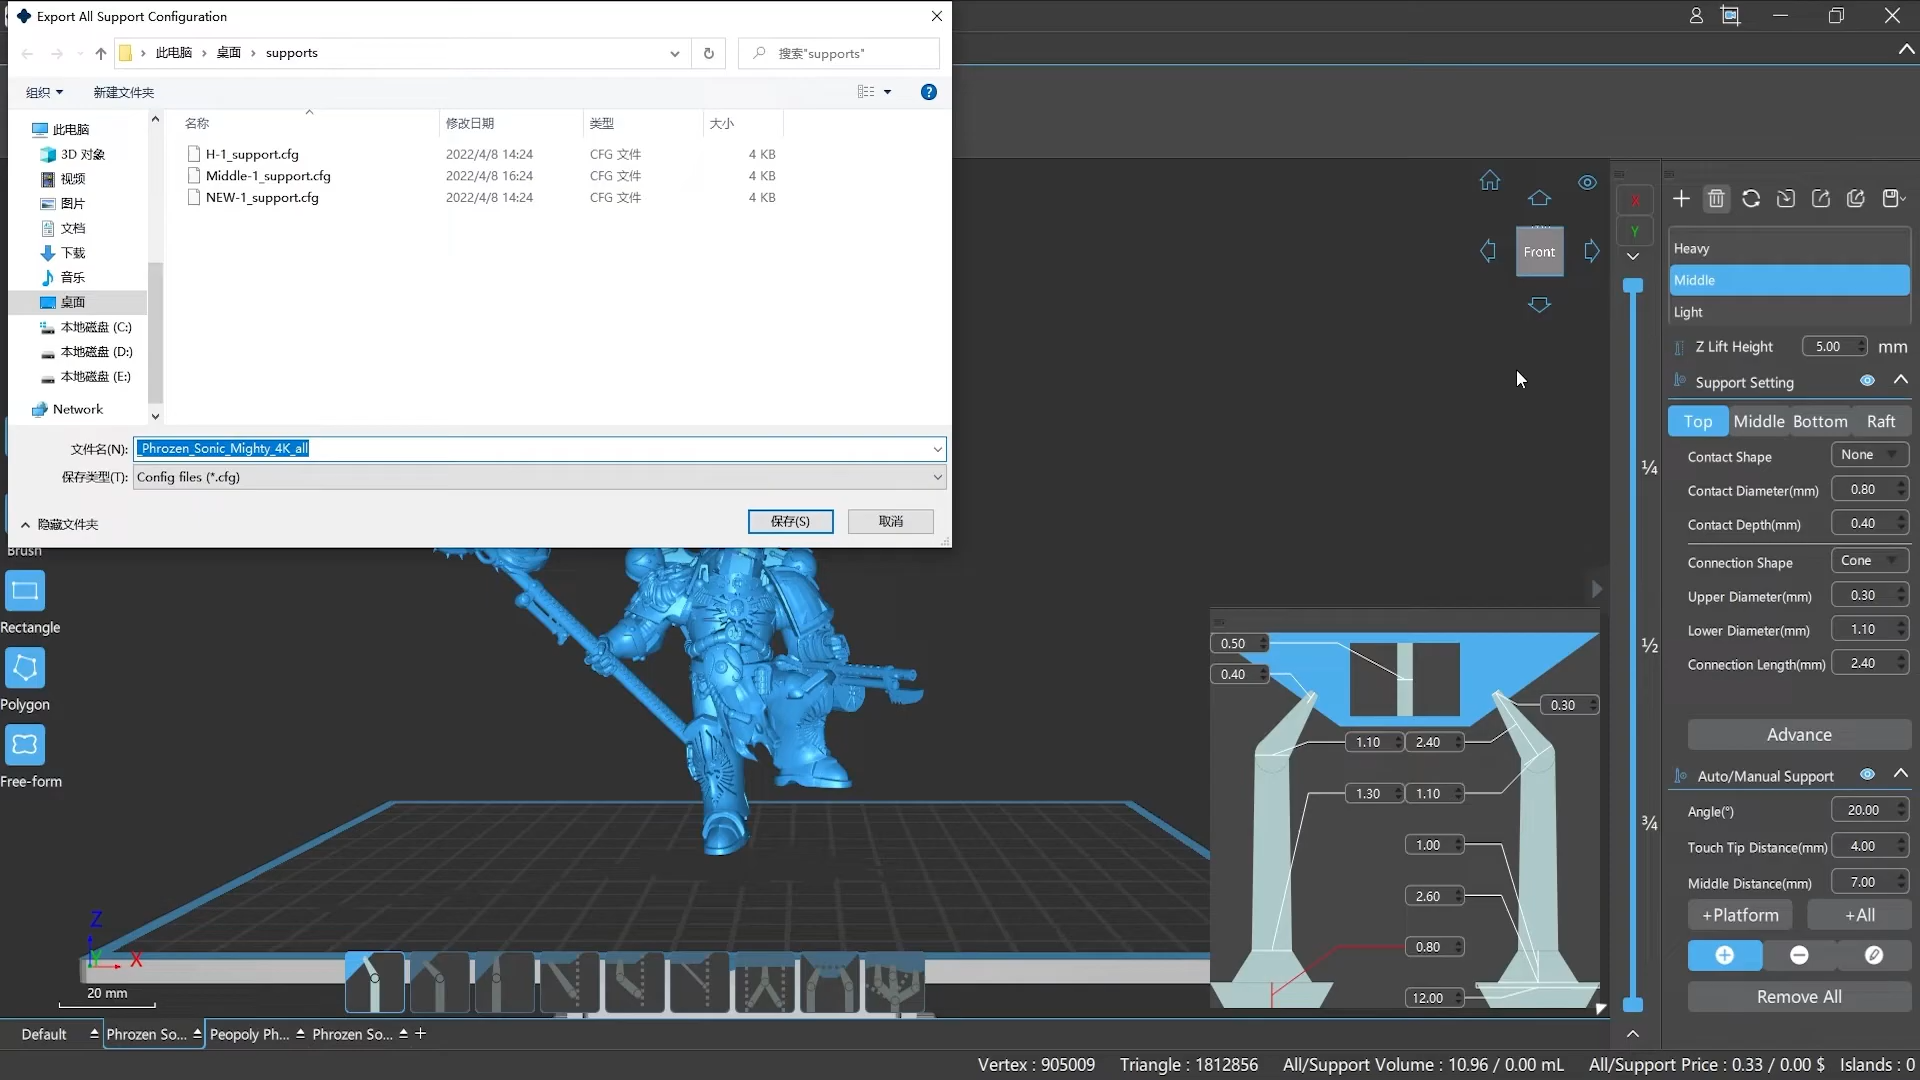 Export All Support Configuration
此电脑 › 桌面 › supports
搜索"supports"
组织
新建文件夹
名称
修改日期
类型
大小
H-1_support.cfg 2022/4/8 14:24 CFG 文件 4 KB
Middle-1_support.cfg 2022/4/8 16:24 CFG 文件 4 KB
NEW-1_support.cfg 2022/4/8 14:24 CFG 文件 4 KB
此电脑
3D 对象
视频
图片
文档
下载
音乐
桌面
本地磁盘 (C:)
本地磁盘 (D:)
本地磁盘 (E:)
Network
文件名(N): _Phrozen_Sonic_Mighty_4K_all
保存类型(T): Config files (*.cfg)
隐藏文件夹
保存(S)
取消
Brush
Rectangle
Polygon
Free-form
Front
X
Y
¼
½
¾
Heavy
Middle
Light
Z Lift Height 5.00 mm
Support Setting
Top Middle Bottom Raft
Contact Shape None
Contact Diameter(mm) 0.80
Contact Depth(mm) 0.40
Connection Shape Cone
Upper Diameter(mm) 0.30
Lower Diameter(mm) 1.10
Connection Length(mm) 2.40
Advance
Auto/Manual Support
Angle(°) 20.00
Touch Tip Distance(mm) 4.00
Middle Distance(mm) 7.00
+Platform
+All
Remove All
0.50
0.40
0.30
1.10 2.40
1.30 1.10
1.00
2.60
0.80
12.00
Z
Y
X
20 mm
Default
Phrozen So...
Peopoly Ph...
Phrozen So...
+
Vertex : 905009
Triangle : 1812856
All/Support Volume : 10.96 / 0.00 mL
All/Support Price : 0.33 / 0.00 $
Islands : 0